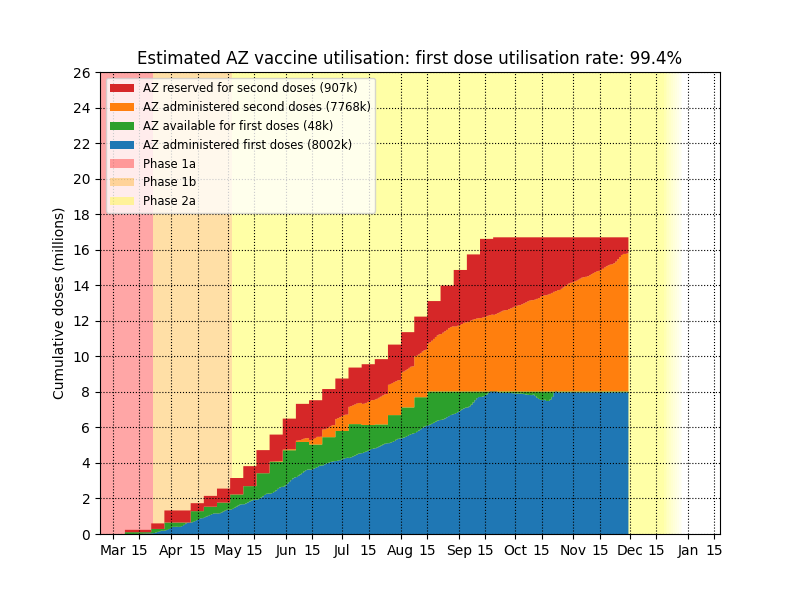 Estimated AZ vaccine utilisation: first dose utilisation rate: 99.4%
26
24
22
20
18
16
14
12
10
8
6
4
2
0
Cumulative doses (millions)
AZ reserved for second doses (907k)
AZ administered second doses (7768k)
AZ available for first doses (48k)
AZ administered first doses (8002k)
Phase 1a
Phase 1b
Phase 2a
Mar 15 Apr 15 May 15 Jun 15 Jul 15 Aug 15 Sep 15 Oct 15 Nov 15 Dec 15 Jan 15